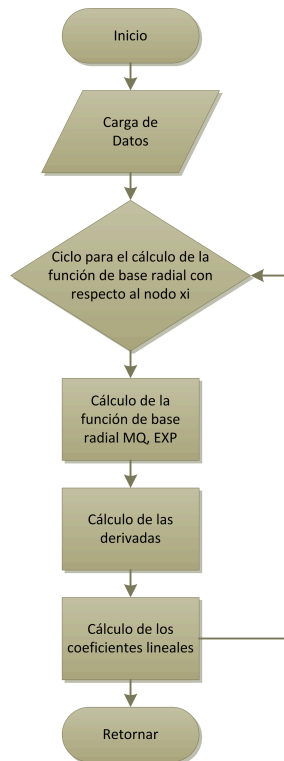 Inicio
Carga de
Datos
Ciclo para el cálculo de la
función de base radial con
respecto al nodo xi
Cálculo de la
función de base
radial MQ, EXP
Cálculo de las
derivadas
Cálculo de los
coeficientes lineales
Retornar